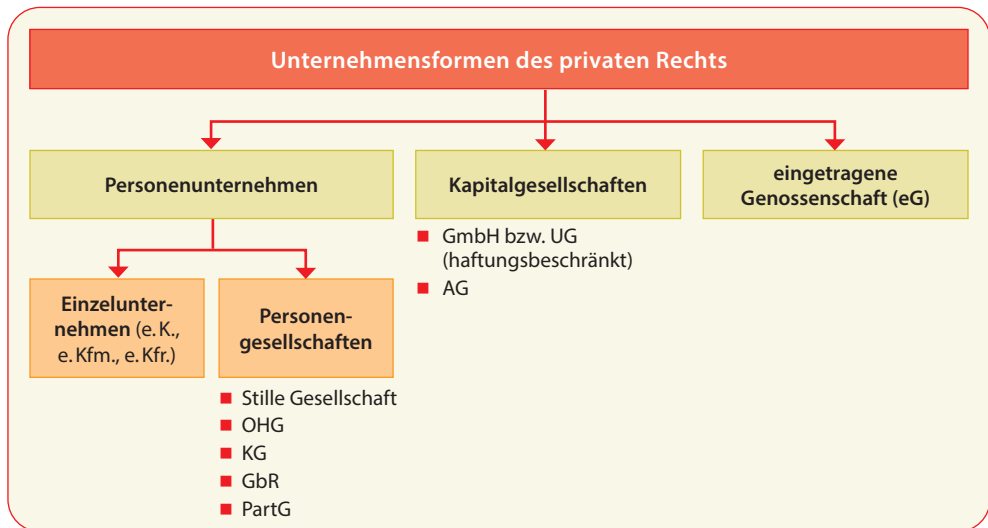 Unternehmensformen des privaten Rechts
Personenunternehmen
Kapitalgesellschaften
eingetragene
Genossenschaft (eG)
■ GmbH bzw. UG
(haftungsbeschränkt)
■ AG
Einzelunter-
nehmen (e. K.,
e. Kfm., e. Kfr.)
Personen-
gesellschaften
■ Stille Gesellschaft
■ OHG
■ KG
■ GbR
■ PartG